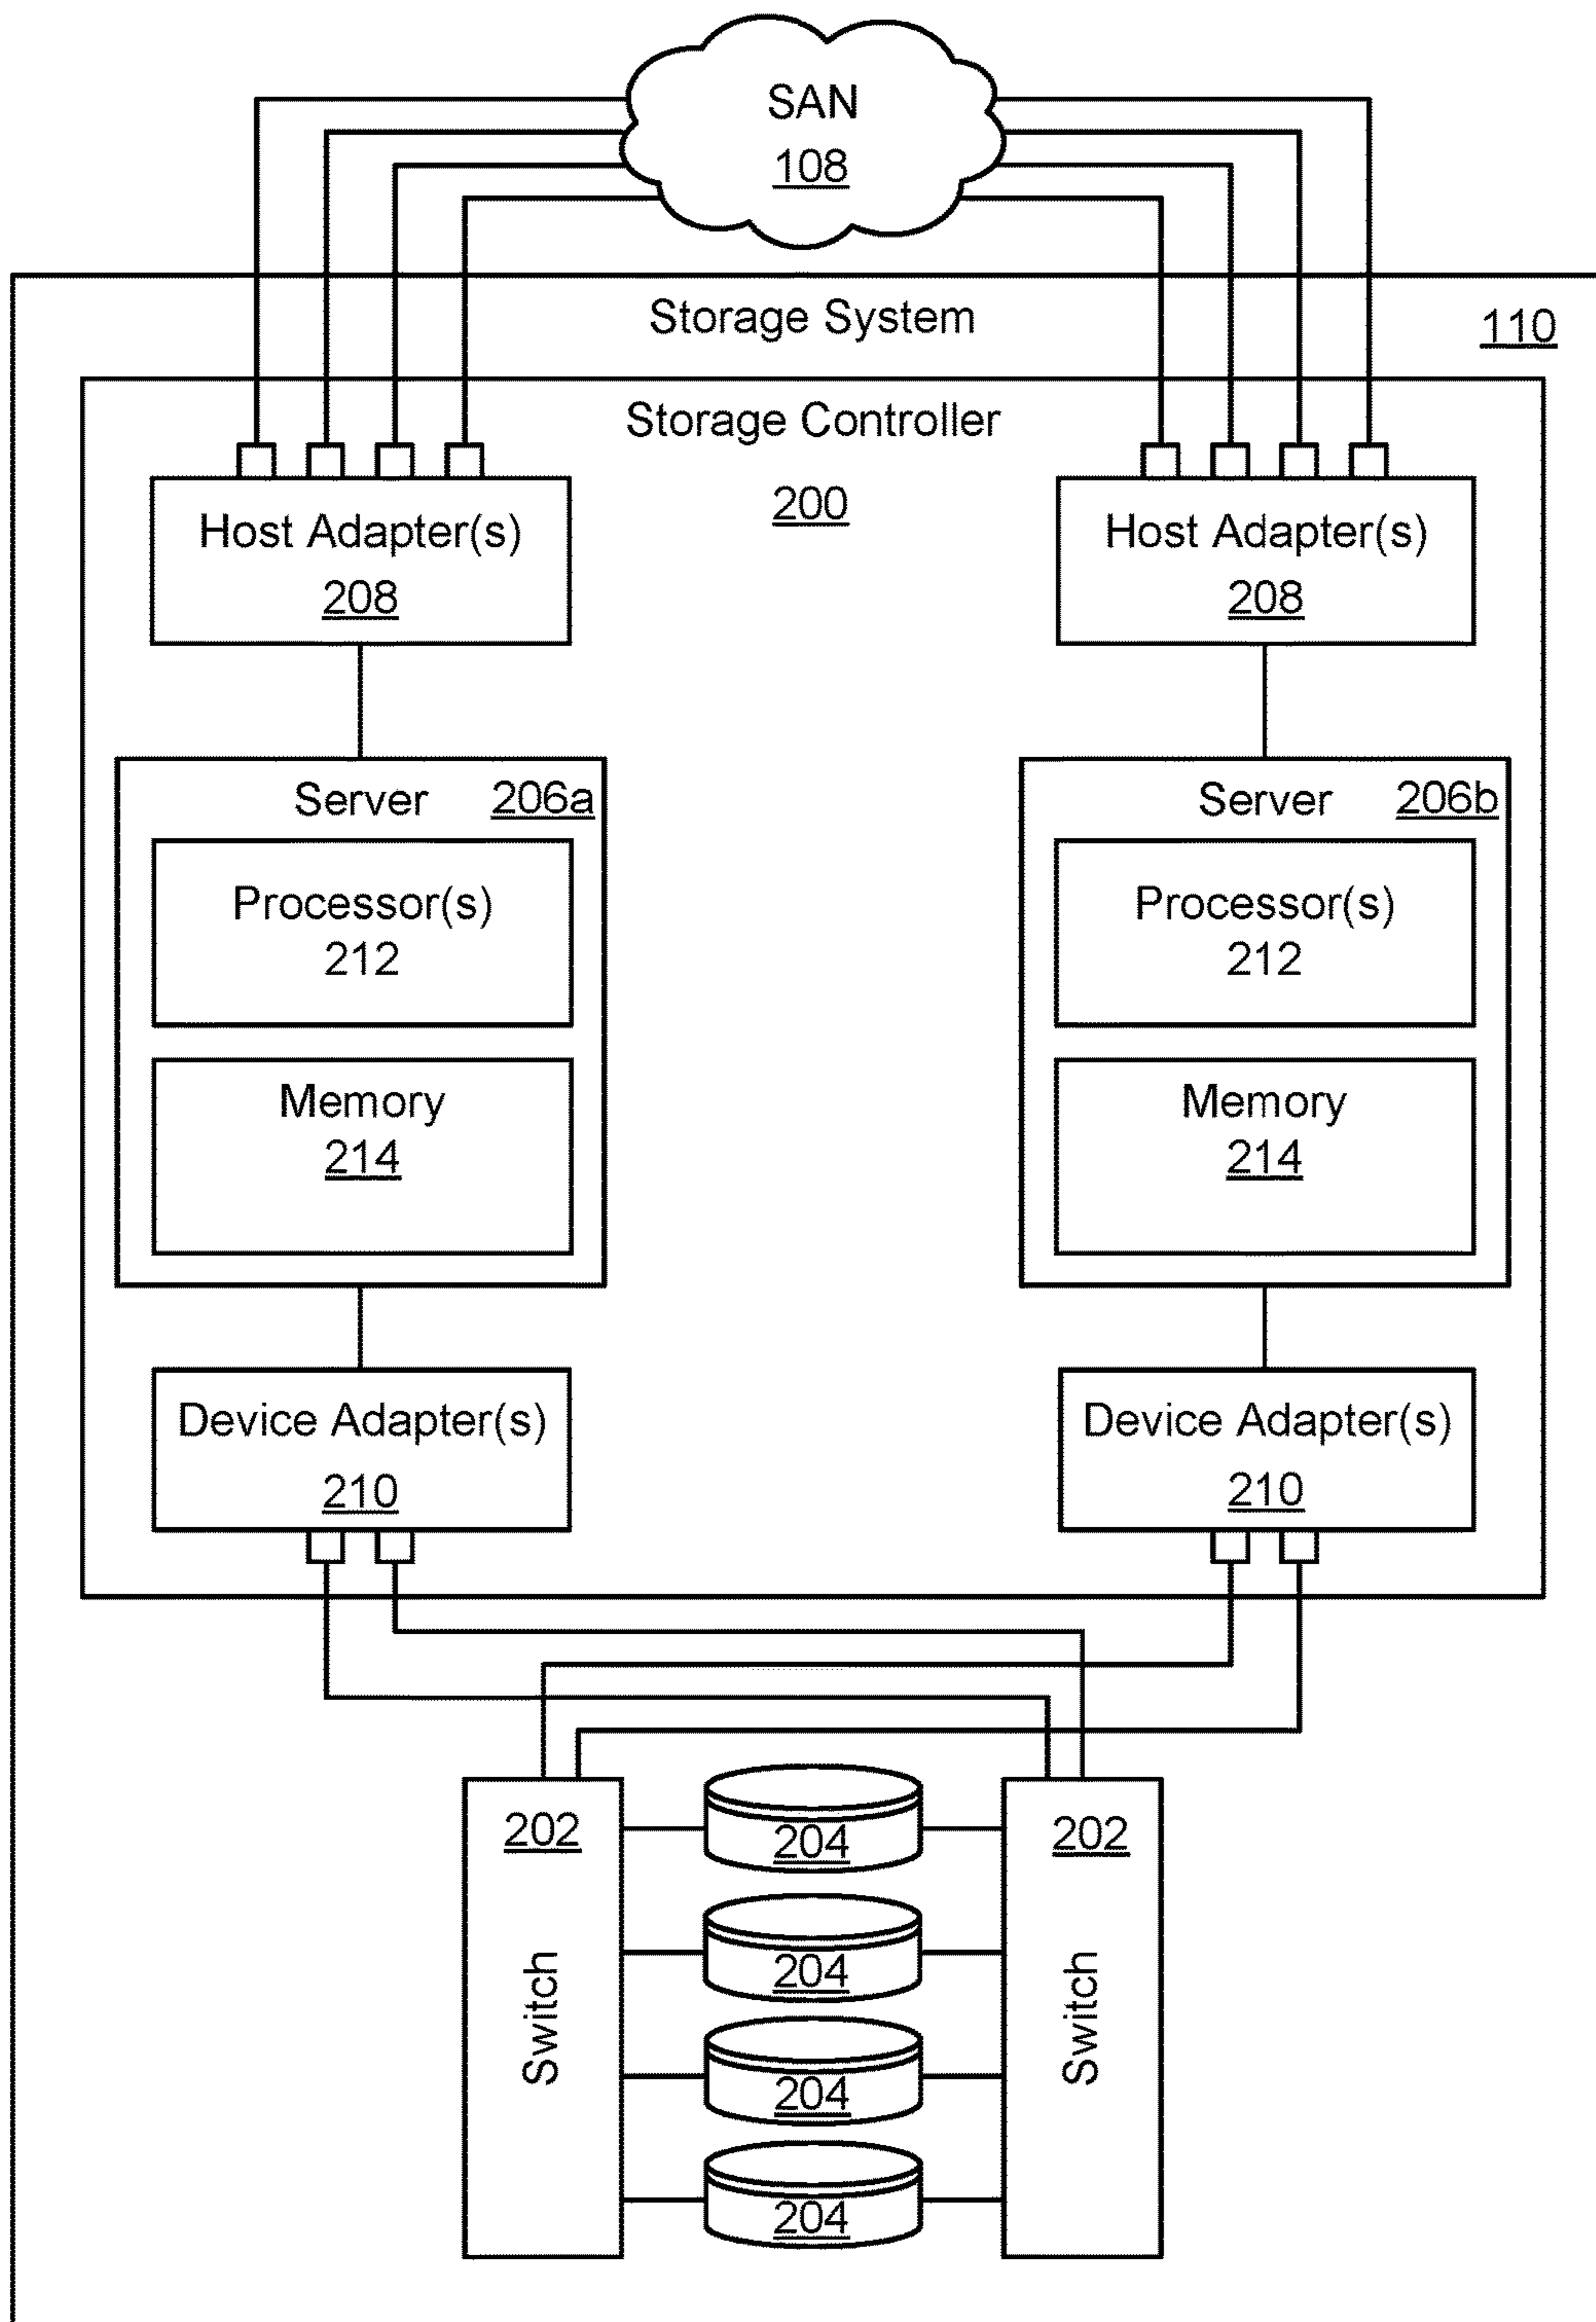 SAN
108
Storage System
110
Storage Controller
200
Host Adapter(s)
208
Host Adapter(s)
208
Server 206a
Processor(s)
212
Memory
214
Server 206b
Processor(s)
212
Memory
214
Device Adapter(s)
210
Device Adapter(s)
210
202
Switch
204
204
204
204
202
Switch